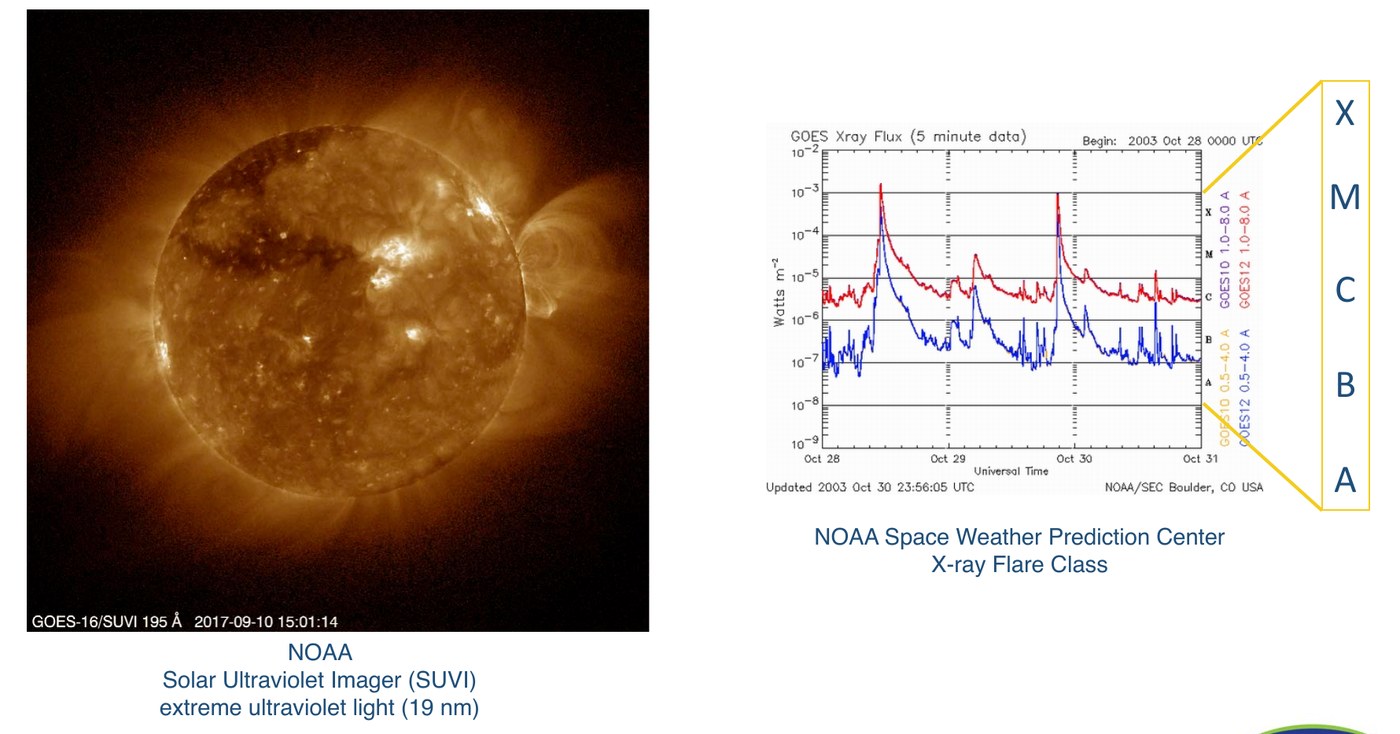 GOES-16/SUVI 195 Å 2017-09-10 15:01:14
NOAA
Solar Ultraviolet Imager (SUVI)
extreme ultraviolet light (19 nm)
GOES Xray Flux (5 minute data)
Begin: 2003 Oct 28 0000 UTC
Watts m-2
10-2
10-3
10-4
10-5
10-6
10-7
10-8
10-9
X
M
C
B
A
GOES10 1.0-8.0 A
GOES12 1.0-8.0 A
GOES10 0.5-4.0 A
GOES12 0.5-4.0 A
Oct 28
Oct 29
Oct 30
Oct 31
Universal Time
Updated 2003 Oct 30 23:56:05 UTC
NOAA/SEC Boulder, CO USA
X
M
C
B
A
NOAA Space Weather Prediction Center
X-ray Flare Class